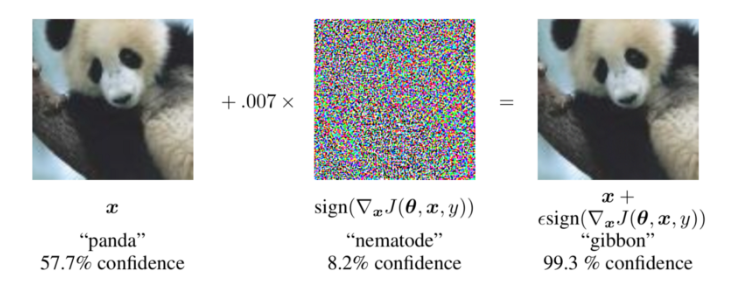 + .007 ×
=
x
sign(∇ₓJ(θ, x, y))
x +
ϵsign(∇ₓJ(θ, x, y))
“panda”
“nematode”
“gibbon”
57.7% confidence
8.2% confidence
99.3 % confidence